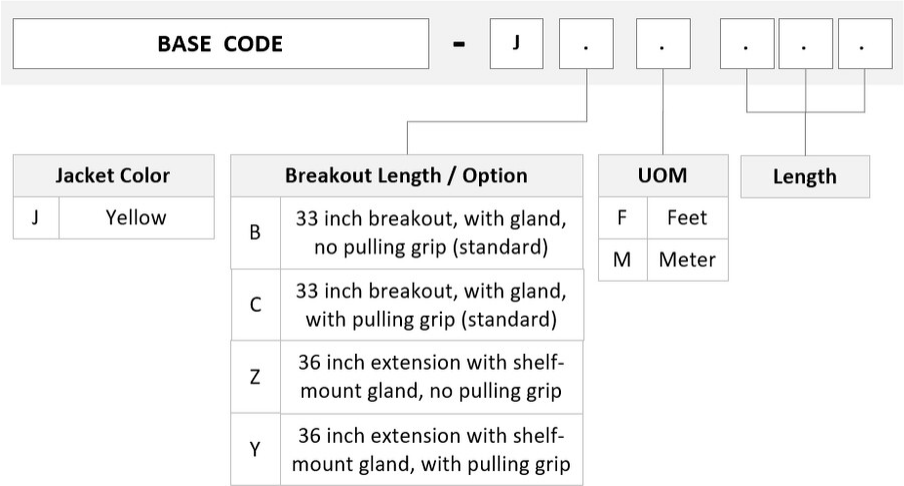 BASE CODE - J . . . . .
Jacket Color
J Yellow
Breakout Length / Option
B 33 inch breakout, with gland,
no pulling grip (standard)
C 33 inch breakout, with gland,
with pulling grip (standard)
Z 36 inch extension with shelf-
mount gland, no pulling grip
Y 36 inch extension with shelf-
mount gland, with pulling grip
UOM
F Feet
M Meter
Length